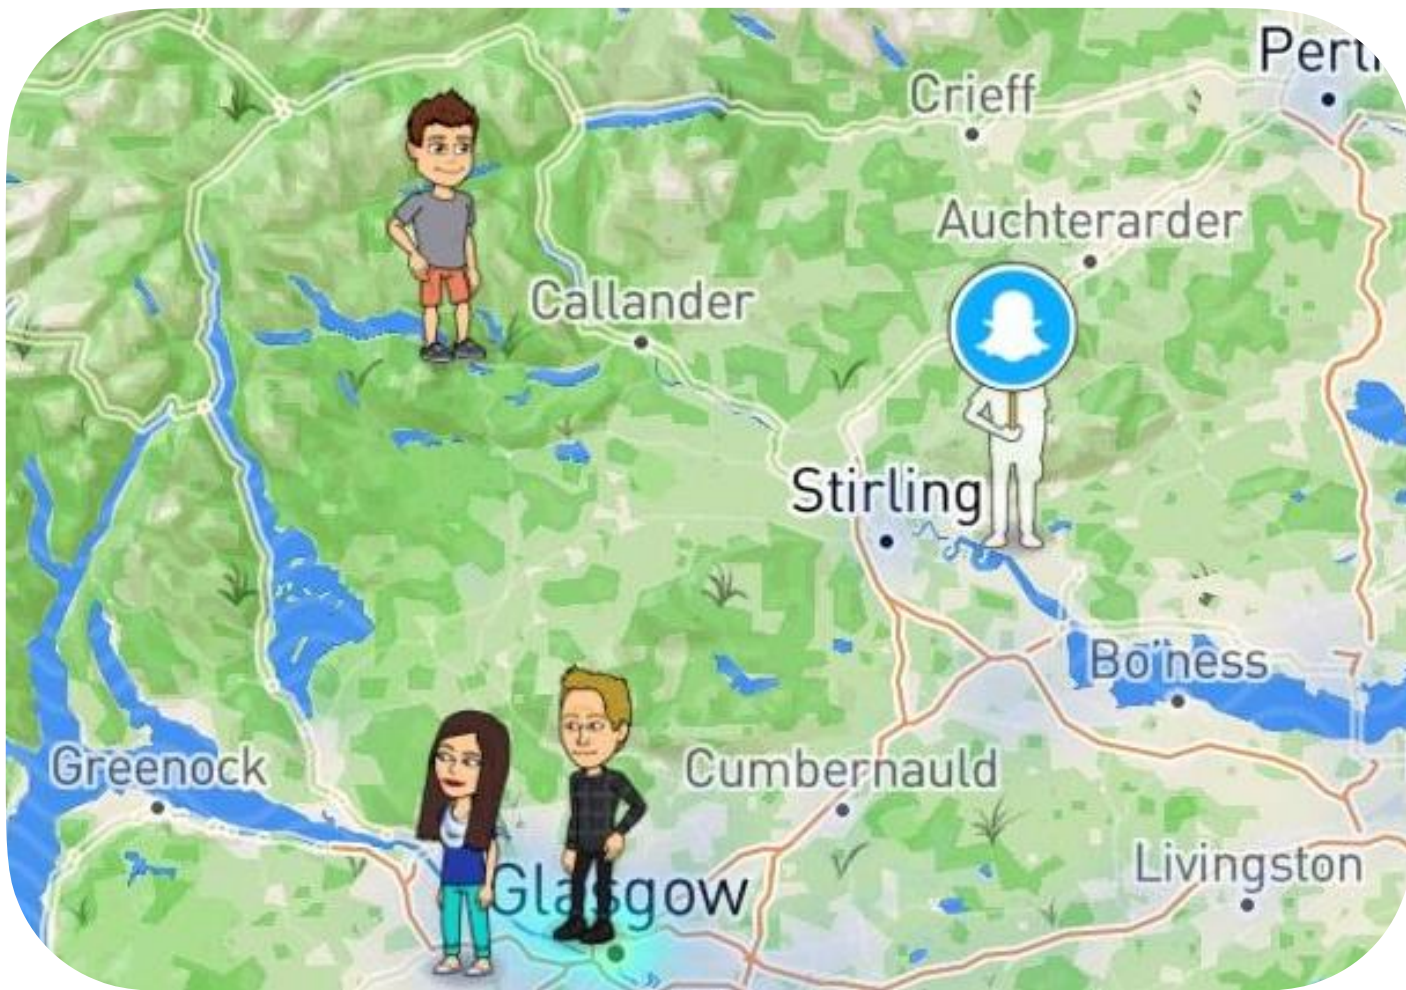 Perth
Crieff
Auchterarder
Callander
Stirling
Bo'ness
Greenock
Cumbernauld
Livingston
Glasgow